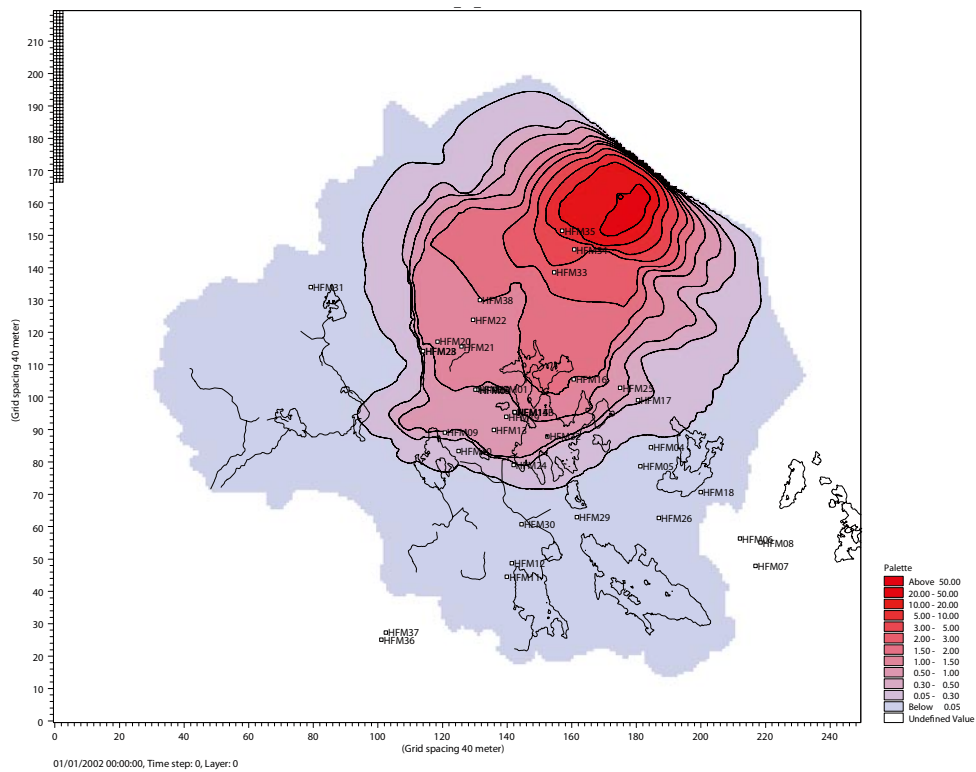 210
200
190
180
170
160
150
140
130
120
110
100
90
80
70
60
50
40
30
20
10
0
(Grid spacing 40 meter)
HFM35
HFM34
HFM33
HFM31
HFM38
HFM22
HFM20
HFM21
HFM16
HFM25
HFM17
HFM13
HFM09
HFM04
HFM24
HFM05
HFM18
HFM29
HFM26
HFM30
HFM06
HFM08
HFM12
HFM07
HFM11
HFM37
HFM36
0 20 40 60 80 100 120 140 160 180 200 220 240
(Grid spacing 40 meter)
01/01/2002 00:00:00, Time step: 0, Layer: 0
Palette
Above 50.00
20.00 - 50.00
10.00 - 20.00
5.00 - 10.00
3.00 - 5.00
2.00 - 3.00
1.50 - 2.00
1.00 - 1.50
0.50 - 1.00
0.30 - 0.50
0.05 - 0.30
Below 0.05
Undefined Value